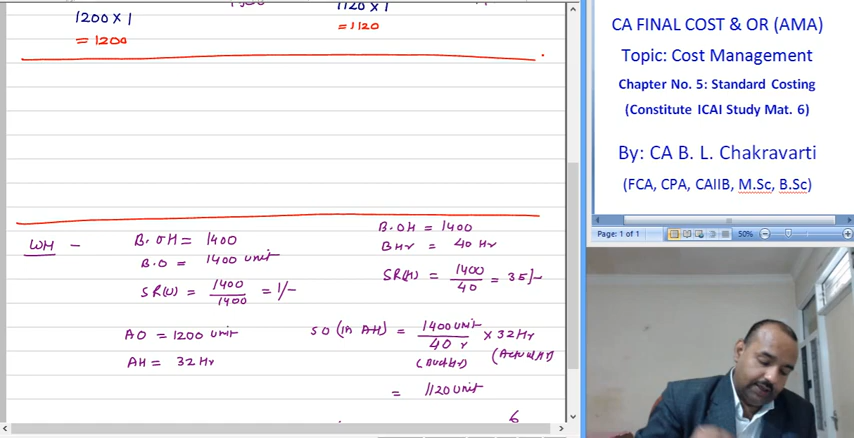 1200 × 1
= 1200
1120 × 1
= 1120
WH –
B. OH = 1400
B.O = 1400 unit
SR(U) = 1400 / 1400 = 1/-
AO = 1200 unit
AH = 32 Hr
B. OH = 1400
B Hr = 40 Hr
SR(H) = 1400 / 40 = 35/-
SO (in AH) = 1400 unit / 40 × 32 Hr
(Actual Hr)
= 1120 unit
6
CA FINAL COST & OR (AMA)
Topic: Cost Management
Chapter No. 5: Standard Costing
(Constitute ICAI Study Mat. 6)
By: CA B. L. Chakravarti
(FCA, CPA, CAIIB, M.Sc, B.Sc)
Page: 1 of 1
50%